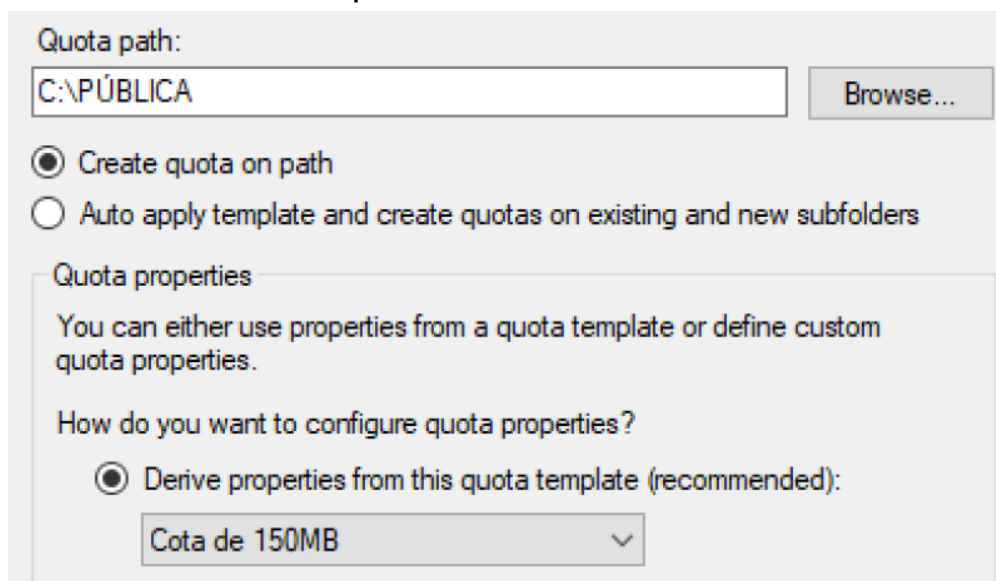 Quota path:
C:\PÚBLICA
Browse...
Create quota on path
Auto apply template and create quotas on existing and new subfolders
Quota properties
You can either use properties from a quota template or define custom
quota properties.
How do you want to configure quota properties?
Derive properties from this quota template (recommended):
Cota de 150MB